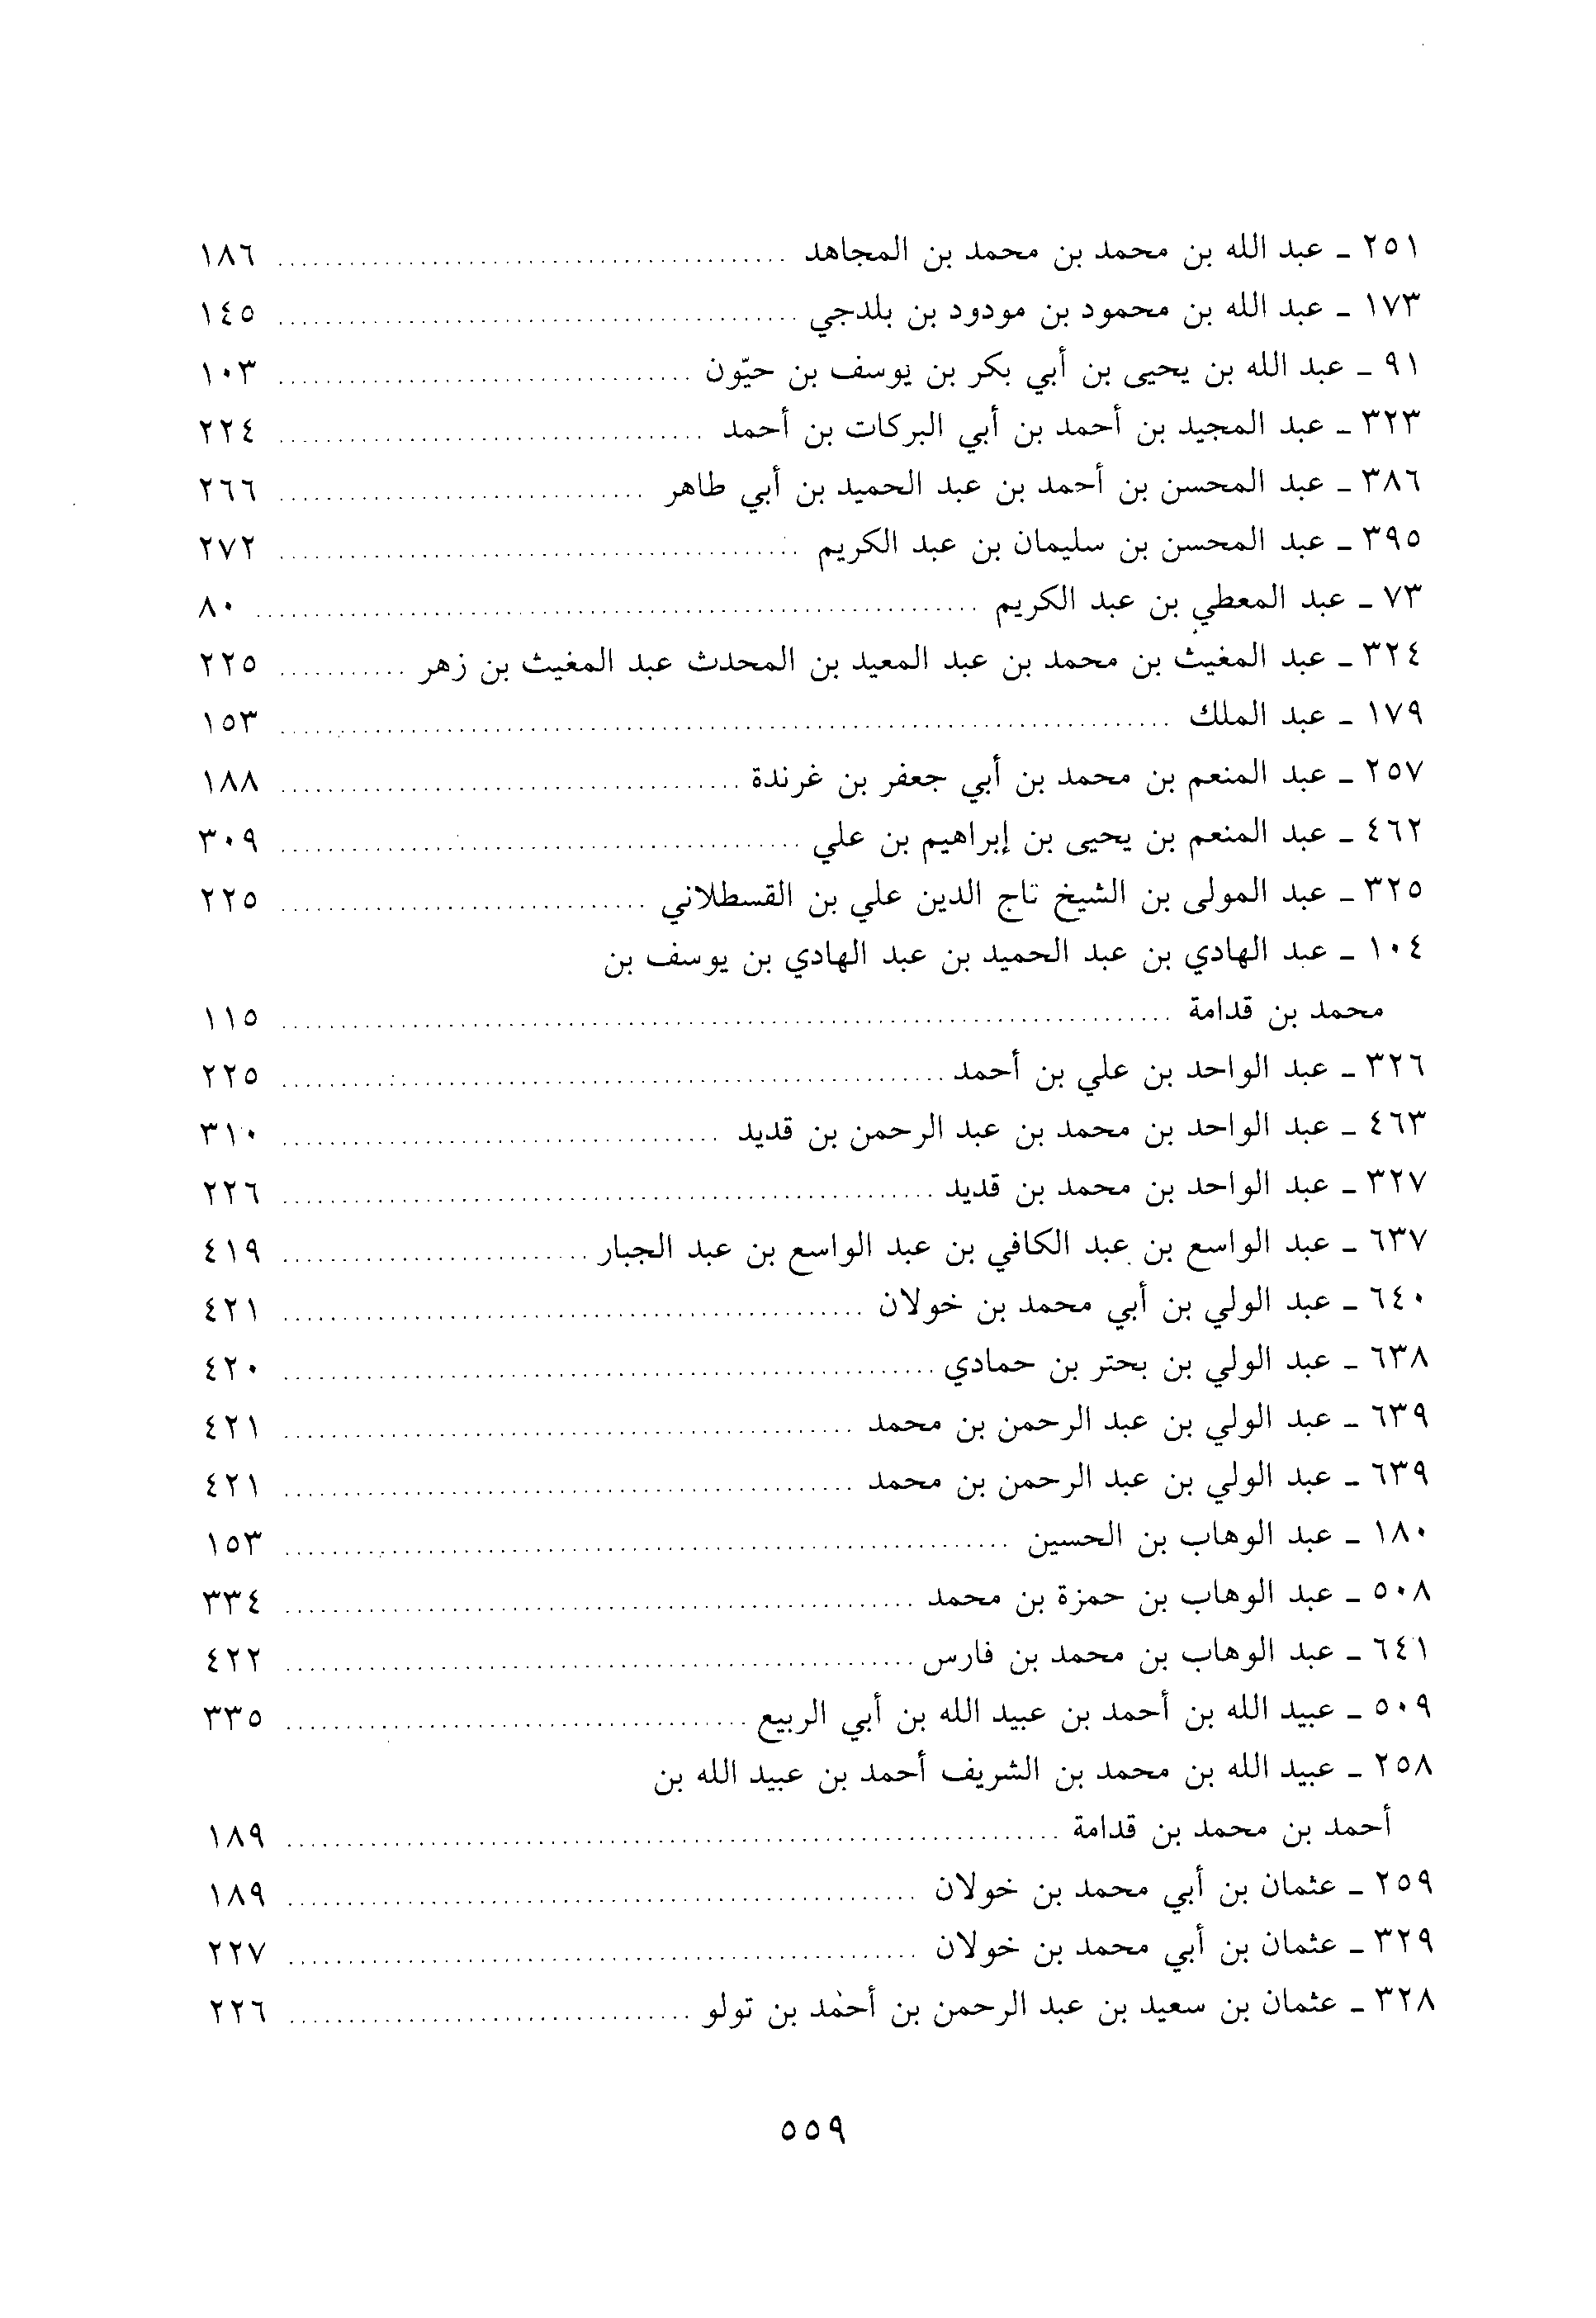 ٢٥١ ـ عبد الله بن محمد بن محمد بن المجاهد ........ ١٨٦
١٧٣ ـ عبد الله بن محمود بن مودود بن بلدجي ........ ١٤٥
٩١ ـ عبد الله بن يحيى بن أبي بكر بن يوسف بن حيّون ........ ١٠٣
٣٢٣ ـ عبد المجيد بن أحمد بن أبي البركات بن أحمد ........ ٢٢٤
٣٨٦ ـ عبد المحسن بن أحمد بن عبد الحميد بن أبي طاهر ........ ٢٦٦
٣٩٥ ـ عبد المحسن بن سليمان بن عبد الكريم ........ ٢٧٢
٧٣ ـ عبد المعطي بن عبد الكريم ........ ٨٠
٣٢٤ ـ عبد المغيث بن محمد بن عبد المعيد بن المحدث عبد المغيث بن زهر ........ ٢٢٥
١٧٩ ـ عبد الملك ........ ١٥٣
٢٥٧ ـ عبد المنعم بن محمد بن أبي جعفر بن غرندة ........ ١٨٨
٤٦٢ ـ عبد المنعم بن يحيى بن إبراهيم بن علي ........ ٣٠٩
٣٢٥ ـ عبد المولى بن الشيخ تاج الدين علي بن القسطلاني ........ ٢٢٥
١٠٤ ـ عبد الهادي بن عبد الحميد بن عبد الهادي بن يوسف بن
محمد بن قدامة ........ ١١٥
٣٢٦ ـ عبد الواحد بن علي بن أحمد ........ ٢٢٥
٤٦٣ ـ عبد الواحد بن محمد بن عبد الرحمن بن قديد ........ ٣١٠
٣٢٧ ـ عبد الواحد بن محمد بن قديد ........ ٢٢٦
٦٣٧ ـ عبد الواسع بن عبد الكافي بن عبد الواسع بن عبد الجبار ........ ٤١٩
٦٤٠ ـ عبد الولي بن أبي محمد بن خولان ........ ٤٢١
٦٣٨ ـ عبد الولي بن بحتر بن حمادي ........ ٤٢٠
٦٣٩ ـ عبد الولي بن عبد الرحمن بن محمد ........ ٤٢١
٦٣٩ ـ عبد الولي بن عبد الرحمن بن محمد ........ ٤٢١
١٨٠ ـ عبد الوهاب بن الحسين ........ ١٥٣
٥٠٨ ـ عبد الوهاب بن حمزة بن محمد ........ ٣٣٤
٦٤١ ـ عبد الوهاب بن محمد بن فارس ........ ٤٢٢
٥٠٩ ـ عبيد الله بن أحمد بن عبيد الله بن أبي الربيع ........ ٣٣٥
٢٥٨ ـ عبيد الله بن محمد بن الشريف أحمد بن عبيد الله بن
أحمد بن محمد بن قدامة ........ ١٨٩
٢٥٩ ـ عثمان بن أبي محمد بن خولان ........ ١٨٩
٣٢٩ ـ عثمان بن أبي محمد بن خولان ........ ٢٢٧
٣٢٨ ـ عثمان بن سعيد بن عبد الرحمن بن أحمد بن تولو ........ ٢٢٦
٥٥٩